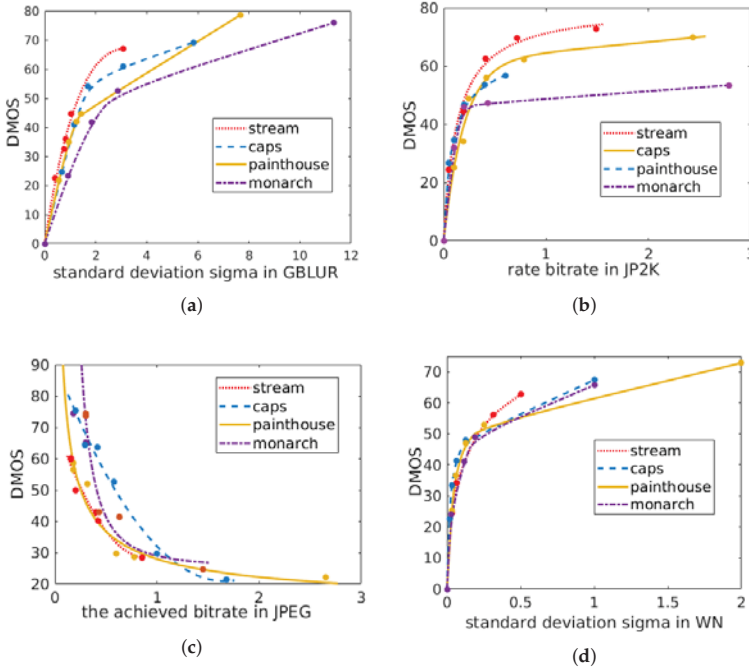 80
70
60
50
40
30
20
10
0
DMOS
0 2 4 6 8 10 12
standard deviation sigma in GBLUR
stream
caps
painthouse
monarch
(a)
80
60
40
20
0
DMOS
0 1 2 3
rate bitrate in JP2K
stream
caps
painthouse
monarch
(b)
90
80
70
60
50
40
30
20
DMOS
0 1 2 3
the achieved bitrate in JPEG
stream
caps
painthouse
monarch
(c)
80
70
60
50
40
30
20
10
0
DMOS
0 0.5 1 1.5 2
standard deviation sigma in WN
stream
caps
painthouse
monarch
(d)